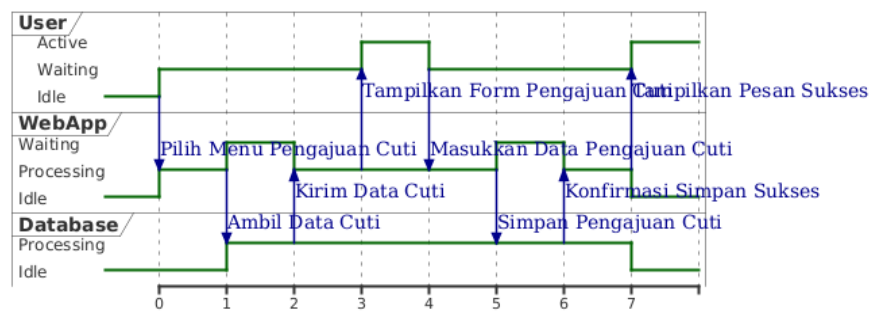 User
Active
Waiting
Idle
Tampilkan Form Pengajuan Cuti
Tampilkan Pesan Sukses
WebApp
Waiting
Pilih Menu Pengajuan Cuti
Masukkan Data Pengajuan Cuti
Processing
Kirim Data Cuti
Konfirmasi Simpan Sukses
Idle
Database
Ambil Data Cuti
Simpan Pengajuan Cuti
Processing
Idle
0 1 2 3 4 5 6 7